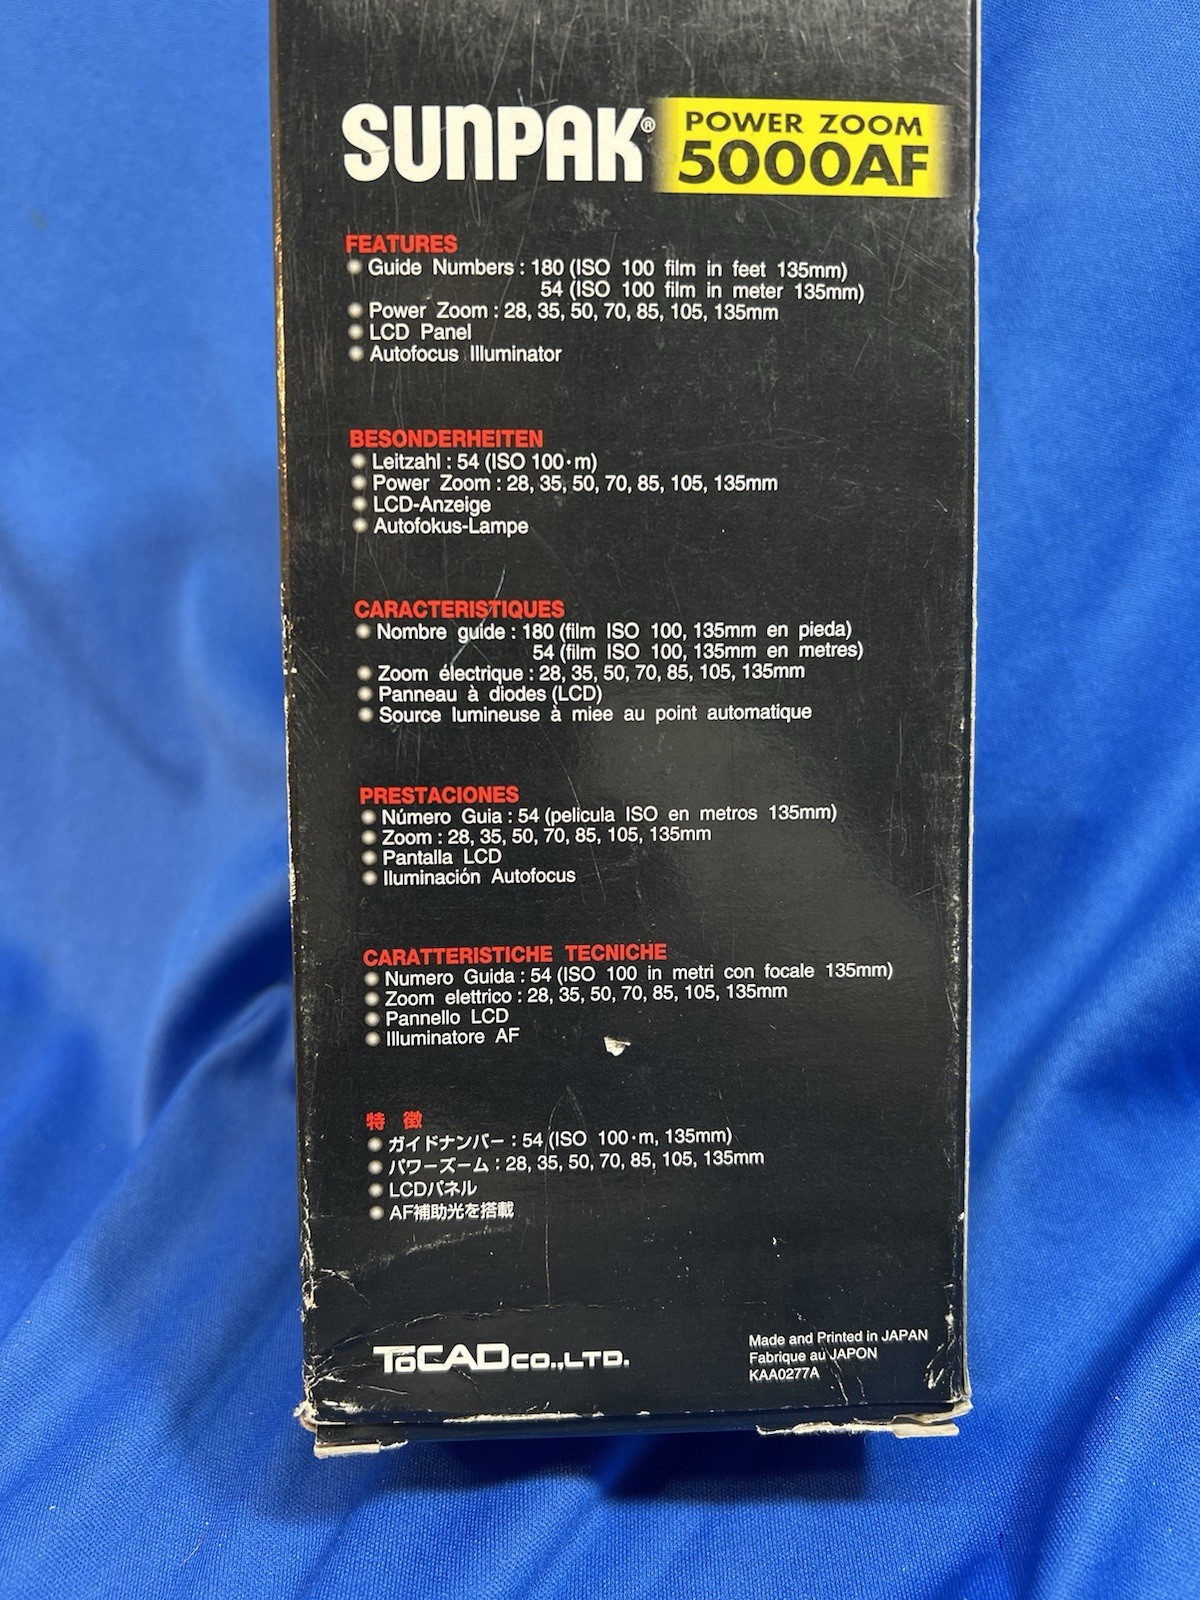 SUNPAK® POWER ZOOM
5000AF
FEATURES
Guide Numbers : 180 (ISO 100 film in feet 135mm)
54 (ISO 100 film in meter 135mm)
Power Zoom : 28, 35, 50, 70, 85, 105, 135mm
LCD Panel
Autofocus Illuminator
BESONDERHEITEN
Leitzahl : 54 (ISO 100·m)
Power Zoom : 28, 35, 50, 70, 85, 105, 135mm
LCD-Anzeige
Autofokus-Lampe
CARACTERISTIQUES
Nombre guide : 180 (film ISO 100, 135mm en pieda)
54 (film ISO 100, 135mm en metres)
Zoom électrique : 28, 35, 50, 70, 85, 105, 135mm
Panneau à diodes (LCD)
Source lumineuse à miee au point automatique
PRESTACIONES
Número Guia : 54 (pelicula ISO en metros 135mm)
Zoom : 28, 35, 50, 70, 85, 105, 135mm
Pantalla LCD
Iluminación Autofocus
CARATTERISTICHE TECNICHE
Numero Guida : 54 (ISO 100 in metri con focale 135mm)
Zoom elettrico : 28, 35, 50, 70, 85, 105, 135mm
Pannello LCD
Illuminatore AF
特 徴
ガイドナンバー : 54 (ISO 100·m, 135mm)
パワーズーム : 28, 35, 50, 70, 85, 105, 135mm
LCDパネル
AF補助光を搭載
ToCAD CO.,LTD.
Made and Printed in JAPAN
Fabrique au JAPON
KAA0277A